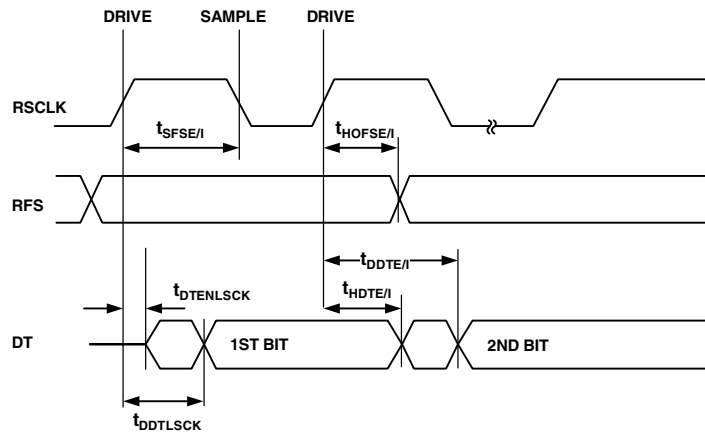 DRIVE SAMPLE DRIVE
RSCLK
tSFSE/I tHOFSE/I
RFS
tDDTE/I
tDTENLSCK tHDTE/I
DT 1ST BIT 2ND BIT
tDDTLSCK